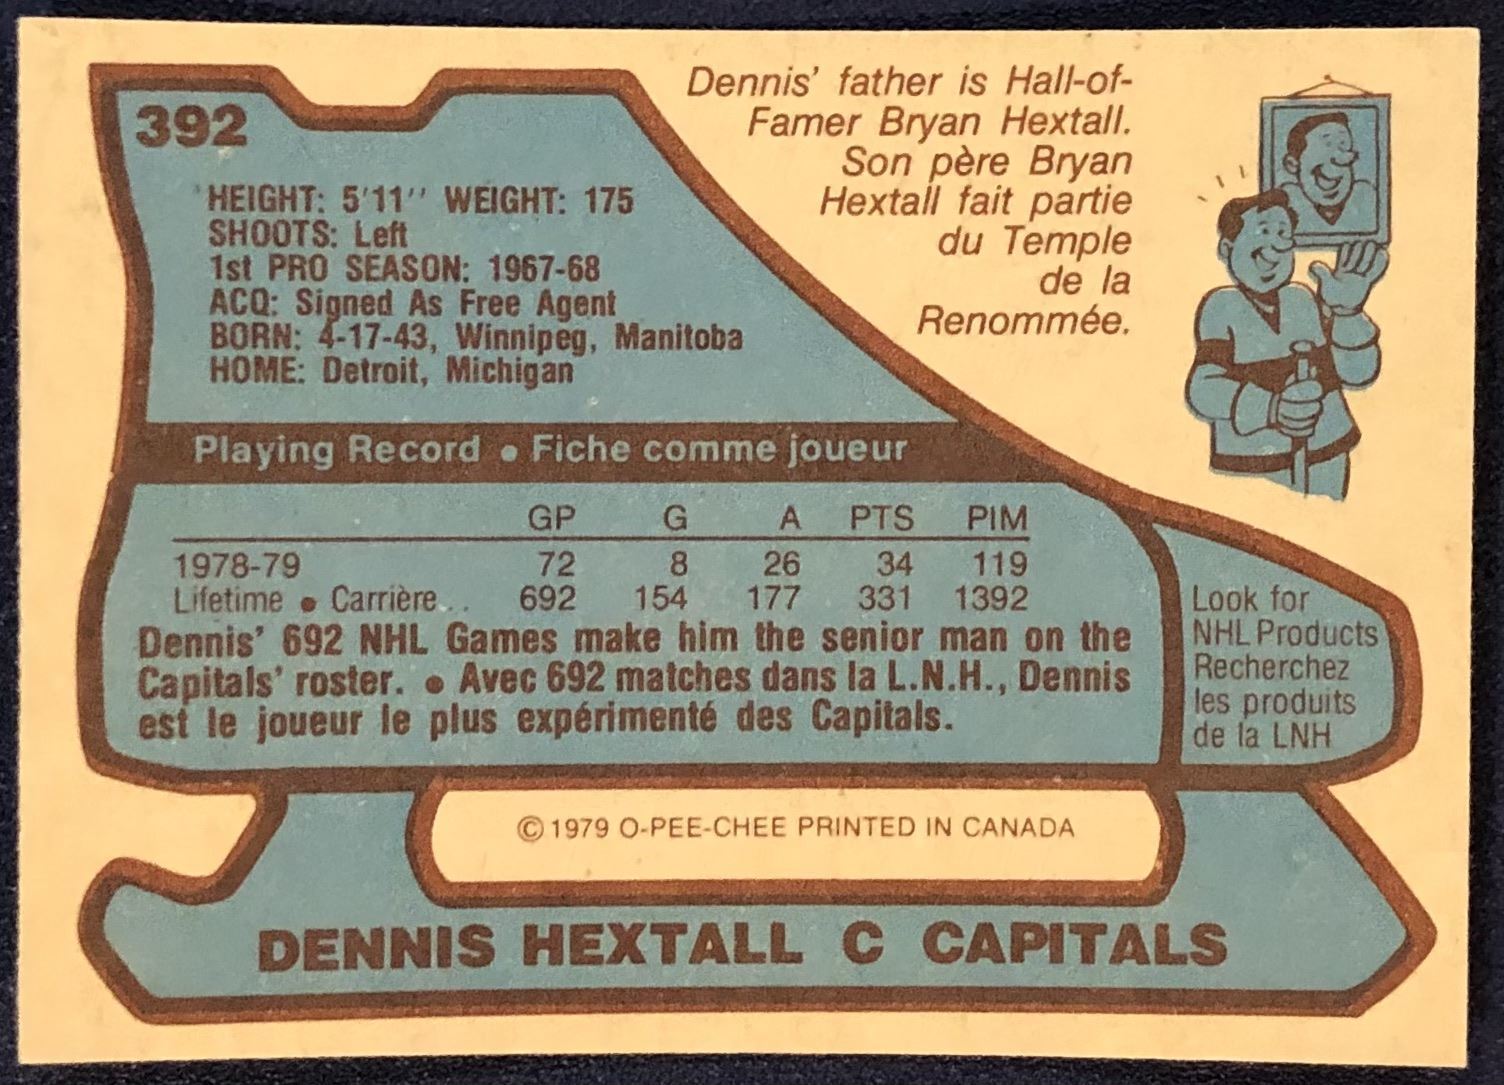 392
Dennis' father is Hall-of-
Famer Bryan Hextall.
Son père Bryan
Hextall fait partie
du Temple
de la
Renommée.
HEIGHT: 5'11'' WEIGHT: 175
SHOOTS: Left
1st PRO SEASON: 1967-68
ACQ: Signed As Free Agent
BORN: 4-17-43, Winnipeg, Manitoba
HOME: Detroit, Michigan
Playing Record • Fiche comme joueur
GP G A PTS PIM
1978-79 72 8 26 34 119
Lifetime • Carrière... 692 154 177 331 1392
Dennis' 692 NHL Games make him the senior man on the
Capitals' roster. • Avec 692 matches dans la L.N.H., Dennis
est le joueur le plus expérimenté des Capitals.
Look for
NHL Products
Recherchez
les produits
de la LNH
© 1979 O-PEE-CHEE PRINTED IN CANADA
DENNIS HEXTALL C CAPITALS